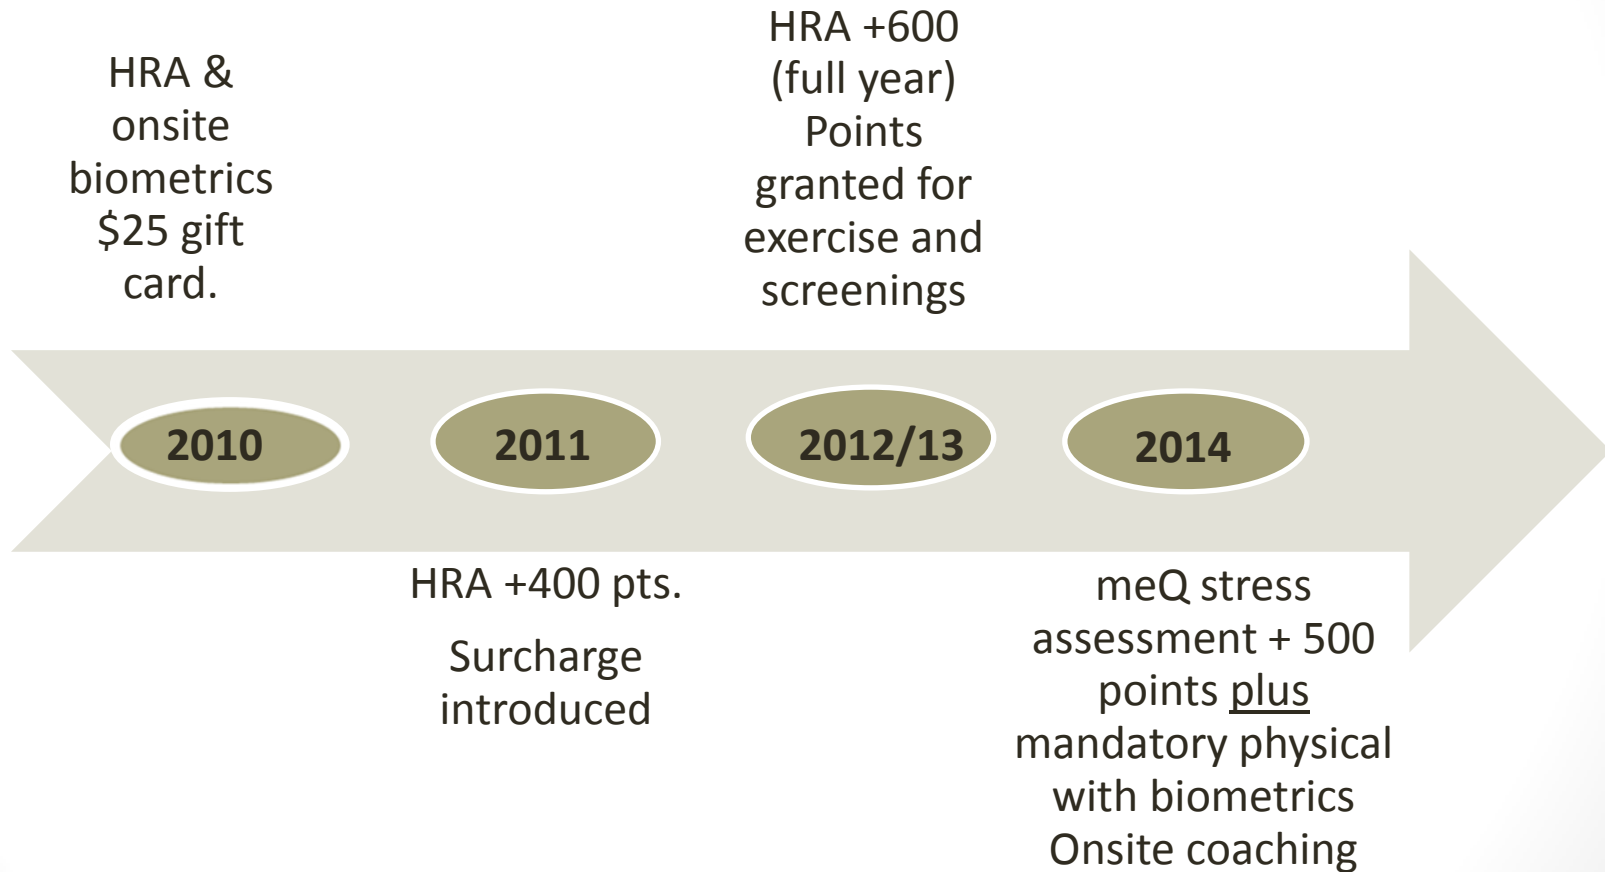 HRA &
onsite
biometrics
$25 gift
card.
HRA +600
(full year)
Points
granted for
exercise and
screenings
2010
2011
2012/13
2014
HRA +400 pts.
Surcharge
introduced
meQ stress
assessment + 500
points plus
mandatory physical
with biometrics
Onsite coaching